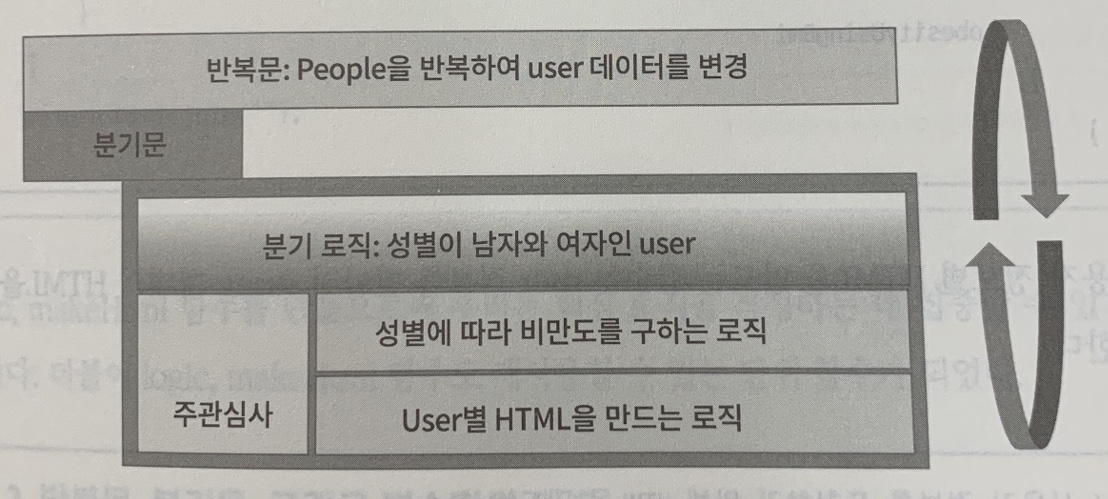 반복문: People을 반복하여 user 데이터를 변경
분기문
분기 로직: 성별이 남자와 여자인 user
성별에 따라 비만도를 구하는 로직
주관심사
User별 HTML을 만드는 로직